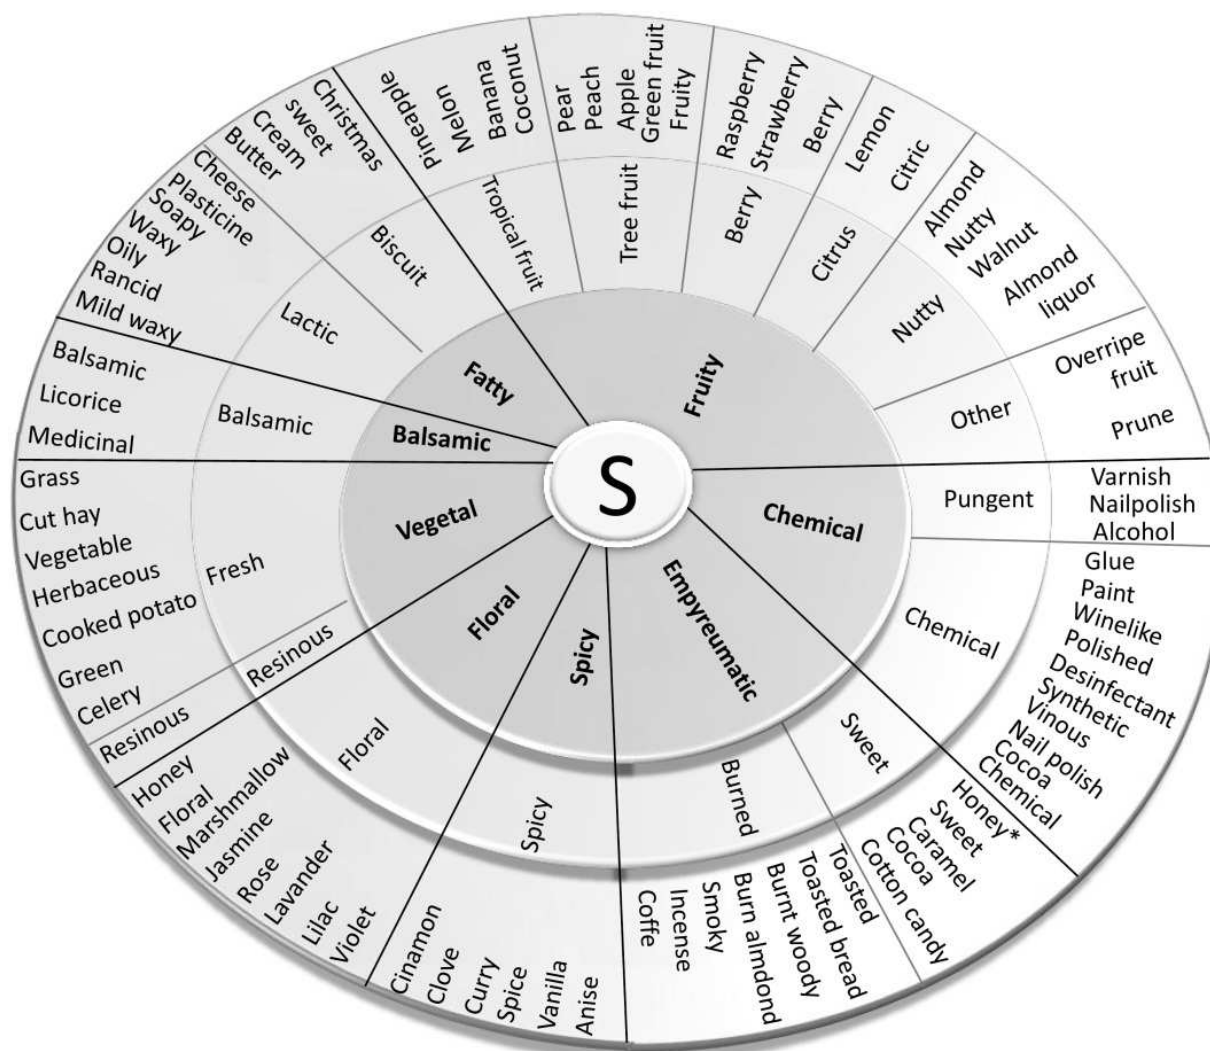 S
Fruity
Chemical
Empyreumatic
Spicy
Floral
Vegetal
Balsamic
Fatty
Tropical fruit
Tree fruit
Berry
Citrus
Nutty
Other
Pungent
Chemical
Sweet
Burned
Spicy
Floral
Resinous
Fresh
Balsamic
Lactic
Biscuit
Pineapple
Melon
Banana
Coconut
Pear
Peach
Apple
Green fruit
Fruity
Raspberry
Strawberry
Berry
Lemon
Citric
Almond
Nutty
Walnut
Almond
liquor
Overripe
fruit
Prune
Varnish
Nailpolish
Alcohol
Glue
Paint
Winelike
Polished
Desinfectant
Synthetic
Vinous
Nail polish
Cocoa
Chemical
Honey*
Sweet
Caramel
Cocoa
Cotton candy
Toasted
Toasted bread
Burnt woody
Burn almdond
Smoky
Incense
Coffe
Anise
Vanilla
Spice
Curry
Clove
Cinamon
Violet
Lilac
Lavander
Rose
Jasmine
Marshmallow
Floral
Honey
Resinous
Celery
Green
Cooked potato
Herbaceous
Vegetable
Cut hay
Grass
Medicinal
Licorice
Balsamic
Mild waxy
Rancid
Oily
Waxy
Soapy
Plasticine
Cheese
Butter
Cream
sweet
Christmas